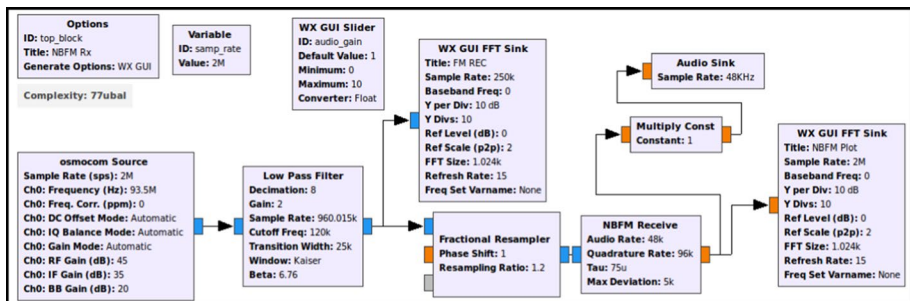 Options
ID: top_block
Title: NBFM Rx
Generate Options: WX GUI
Variable
ID: samp_rate
Value: 2M
WX GUI Slider
ID: audio_gain
Default Value: 1
Minimum: 0
Maximum: 10
Converter: Float
Complexity: 77ubal
osmocom Source
Sample Rate (sps): 2M
Ch0: Frequency (Hz): 93.5M
Ch0: Freq. Corr. (ppm): 0
Ch0: DC Offset Mode: Automatic
Ch0: IQ Balance Mode: Automatic
Ch0: Gain Mode: Automatic
Ch0: RF Gain (dB): 45
Ch0: IF Gain (dB): 35
Ch0: BB Gain (dB): 20
Low Pass Filter
Decimation: 8
Gain: 2
Sample Rate: 960.015k
Cutoff Freq: 120k
Transition Width: 25k
Window: Kaiser
Beta: 6.76
WX GUI FFT Sink
Title: FM REC
Sample Rate: 250k
Baseband Freq: 0
Y per Div: 10 dB
Y Divs: 10
Ref Level (dB): 0
Ref Scale (p2p): 2
FFT Size: 1.024k
Refresh Rate: 15
Freq Set Varname: None
Fractional Resampler
Phase Shift: 1
Resampling Ratio: 1.2
NBFM Receive
Audio Rate: 48k
Quadrature Rate: 96k
Tau: 75u
Max Deviation: 5k
Audio Sink
Sample Rate: 48KHz
Multiply Const
Constant: 1
WX GUI FFT Sink
Title: NBFM Plot
Sample Rate: 2M
Baseband Freq: 0
Y per Div: 10 dB
Y Divs: 10
Ref Level (dB): 0
Ref Scale (p2p): 2
FFT Size: 1.024k
Refresh Rate: 15
Freq Set Varname: None